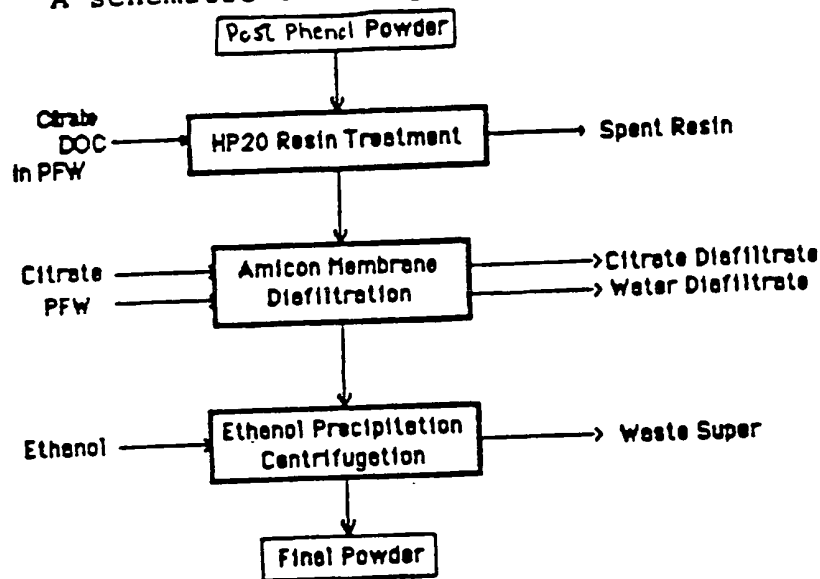 Post Phenol Powder
Citrate
DOC
in PFW
HP20 Resin Treatment
Spent Resin
Citrate
PFW
Amicon Membrane
Diafiltration
Citrate Diafiltrate
Water Diafiltrate
Ethanol
Ethanol Precipitation
Centrifugation
Waste Super
Final Powder